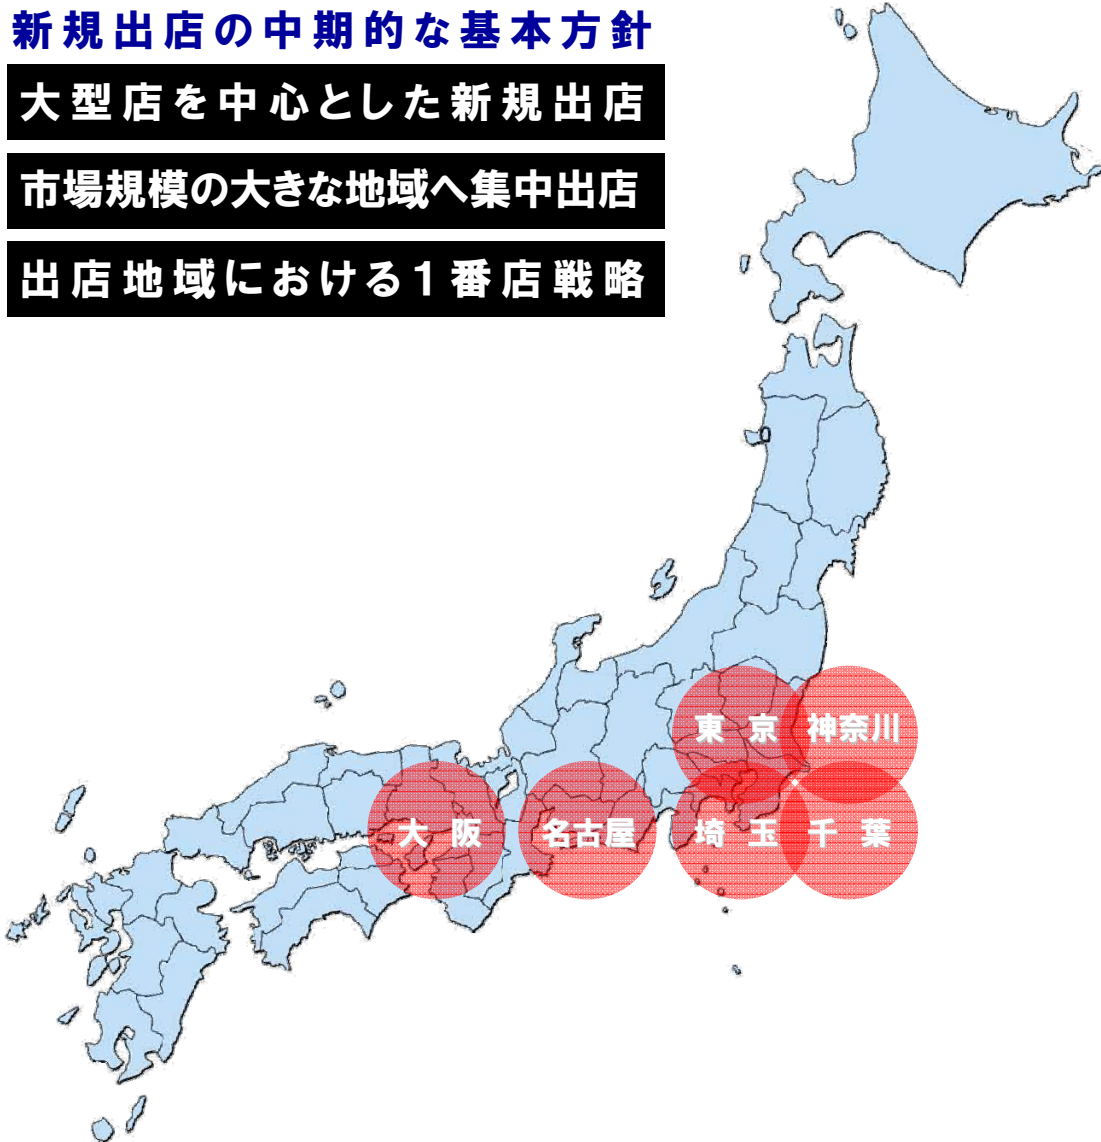 新規出店の中期的な基本方針
大型店を中心とした新規出店
市場規模の大きな地域へ集中出店
出店地域における1番店戦略
東京
神奈川
大阪
名古屋
埼玉
千葉